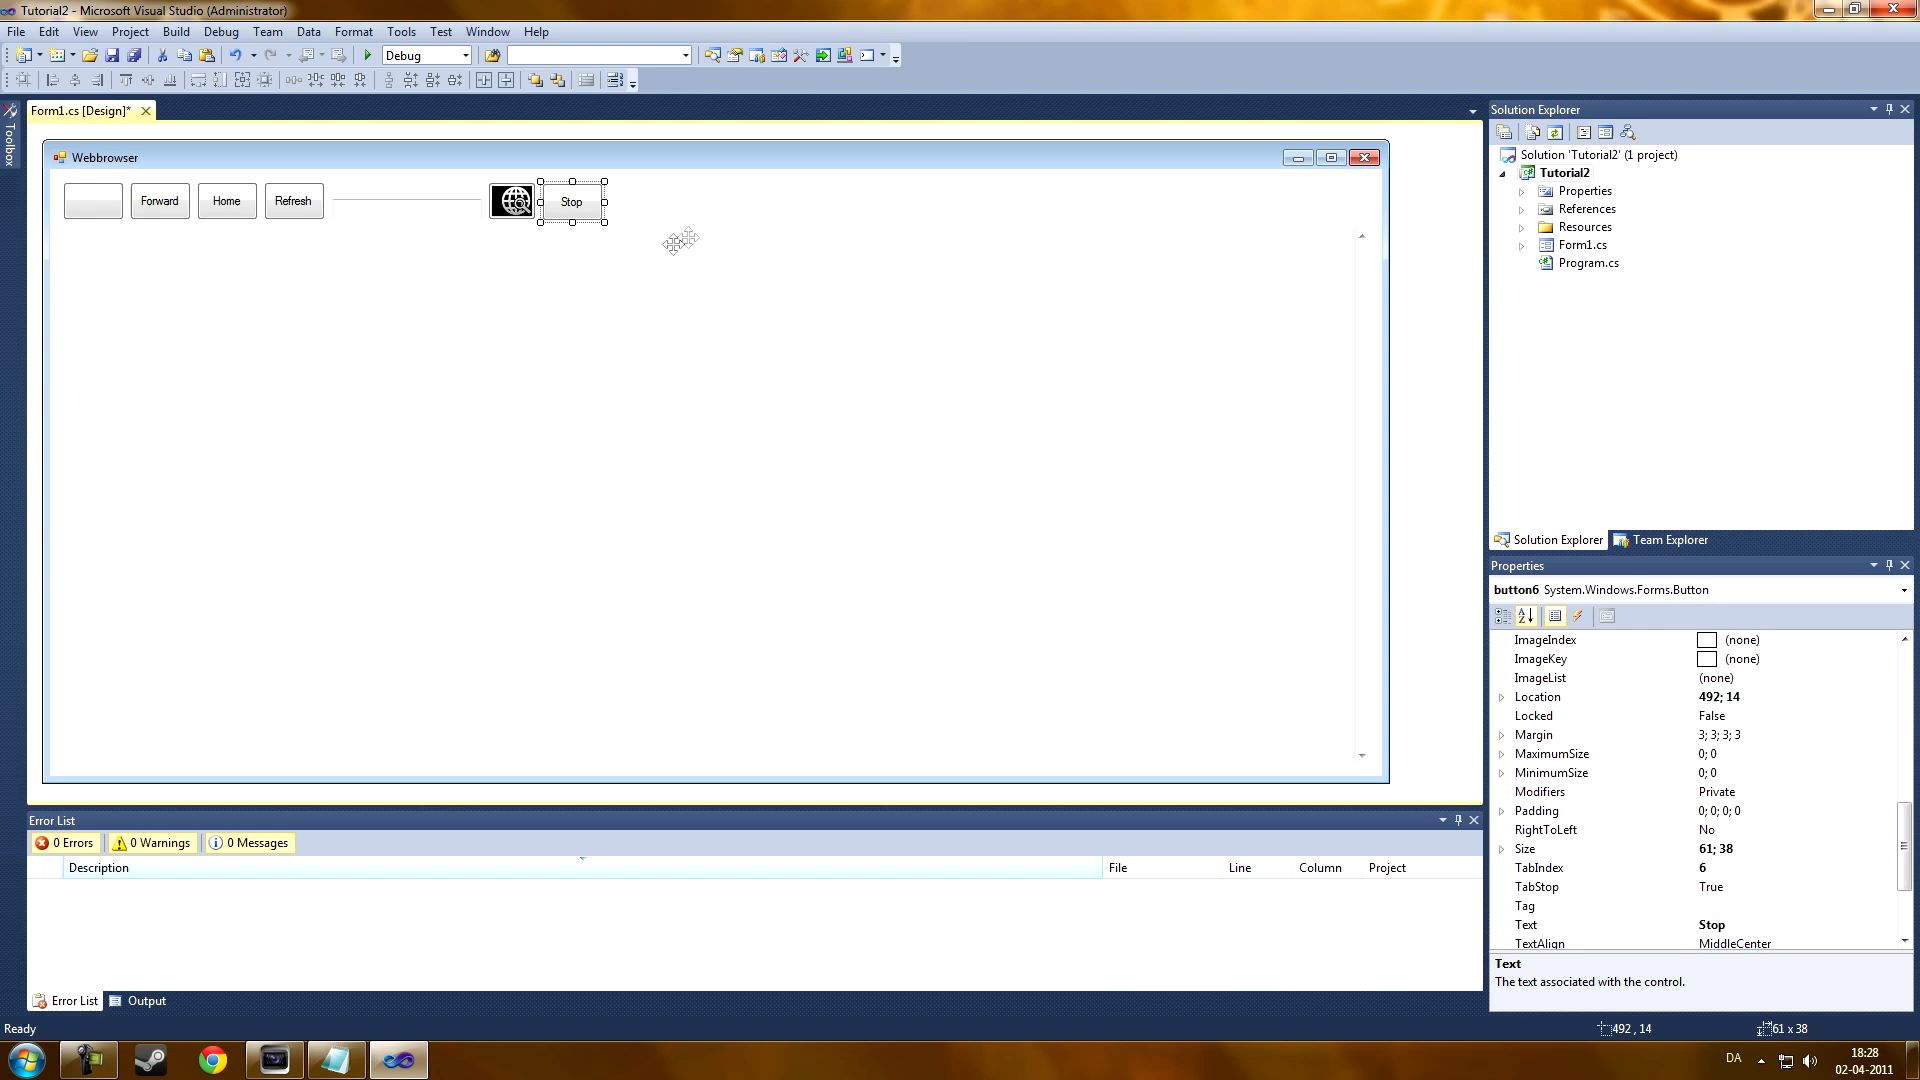 Tutorial2 - Microsoft Visual Studio (Administrator)
File Edit View Project Build Debug Team Data Format Tools Test Window Help
Debug
Form1.cs [Design]*
Toolbox
Webbrowser
Forward Home Refresh Stop
Error List
0 Errors 0 Warnings 0 Messages
Description File Line Column Project
Error List Output
Solution Explorer
Solution 'Tutorial2' (1 project)
Tutorial2
Properties
References
Resources
Form1.cs
Program.cs
Solution Explorer Team Explorer
Properties
button6 System.Windows.Forms.Button
ImageIndex (none)
ImageKey (none)
ImageList (none)
Location 492; 14
Locked False
Margin 3; 3; 3; 3
MaximumSize 0; 0
MinimumSize 0; 0
Modifiers Private
Padding 0; 0; 0; 0
RightToLeft No
Size 61; 38
TabIndex 6
TabStop True
Tag
Text Stop
TextAlign MiddleCenter
Text
The text associated with the control.
Ready 492 , 14 61 x 38
DA 18:28
02-04-2011